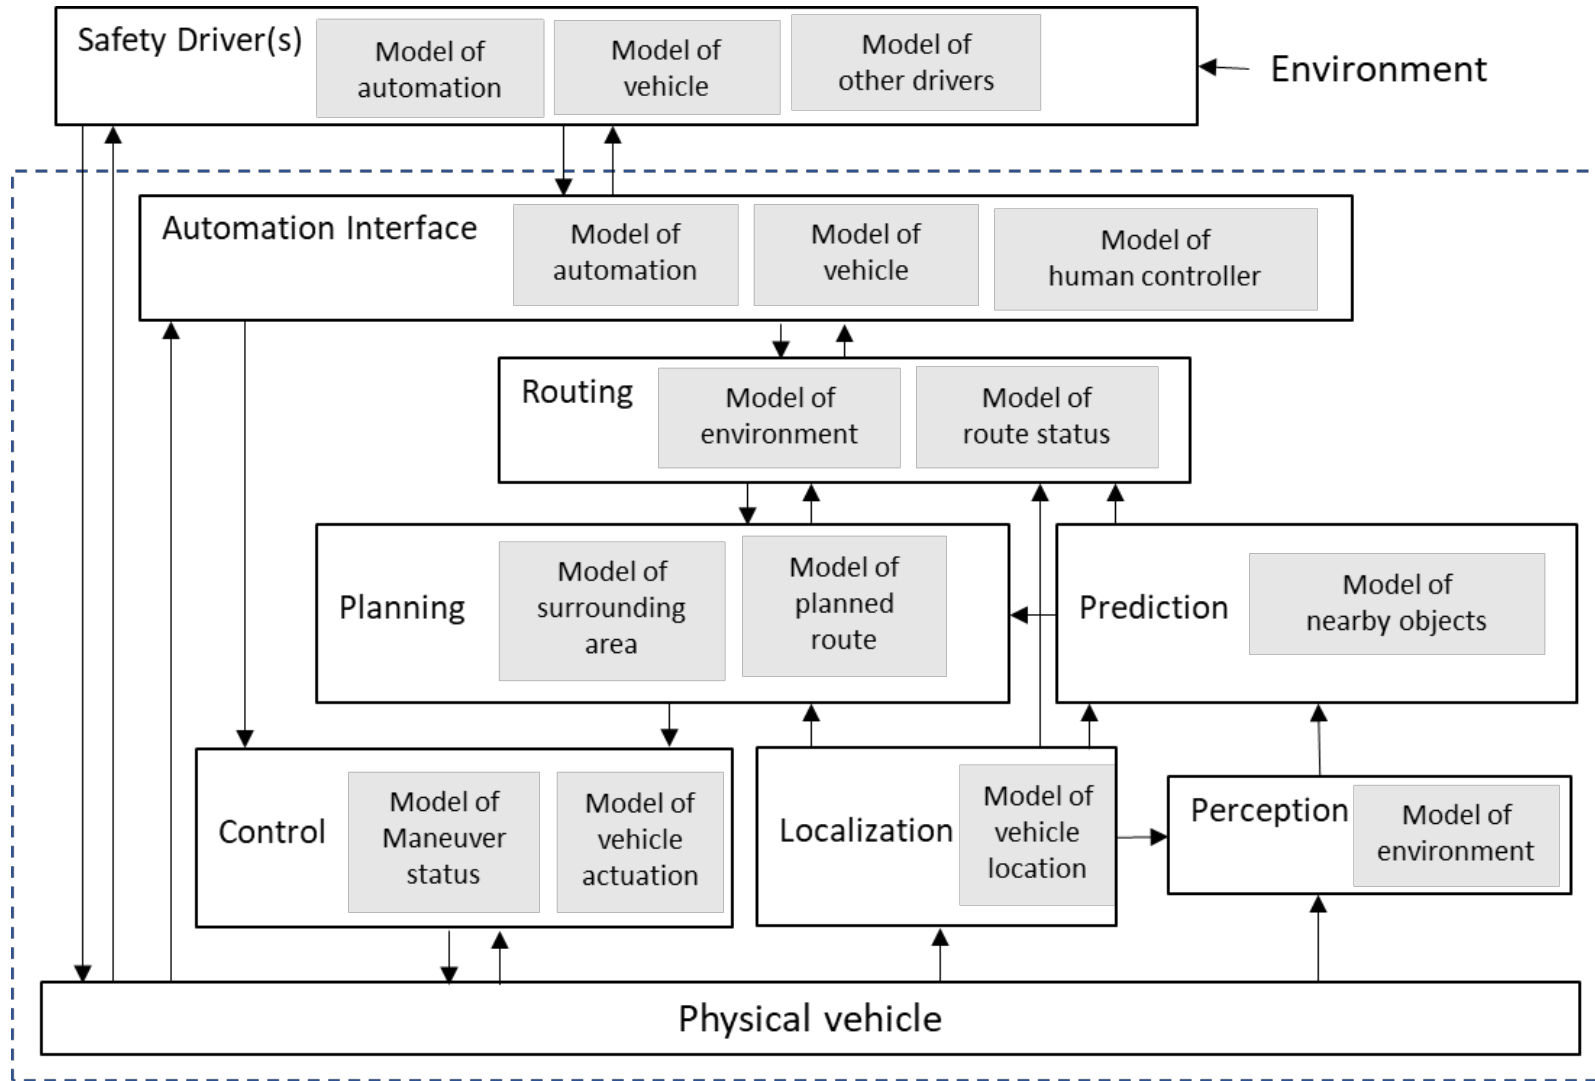 Safety Driver(s)
Model of
automation
Model of
vehicle
Model of
other drivers
Environment
Automation Interface
Model of
automation
Model of
vehicle
Model of
human controller
Routing
Model of
environment
Model of
route status
Planning
Model of
surrounding
area
Model of
planned
route
Prediction
Model of
nearby objects
Control
Model of
Maneuver
status
Model of
vehicle
actuation
Localization
Model of
vehicle
location
Perception
Model of
environment
Physical vehicle